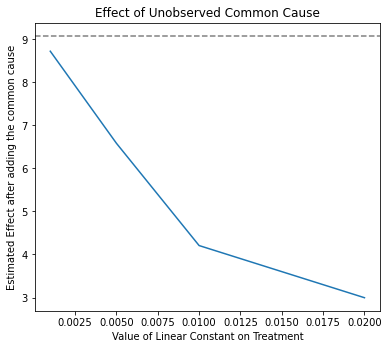 Effect of Unobserved Common Cause
Estimated Effect after adding the common cause
9
8
7
6
5
4
3
0.0025 0.0050 0.0075 0.0100 0.0125 0.0150 0.0175 0.0200
Value of Linear Constant on Treatment